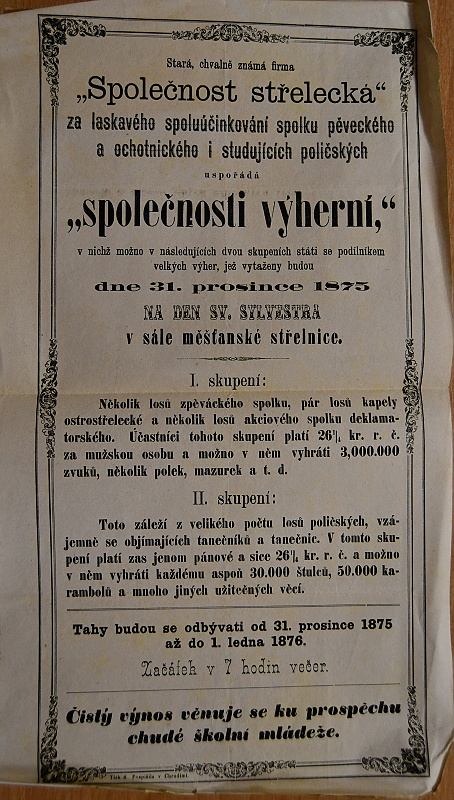 Stará, chvalně známá firma
„Společnost střelecká“
za laskavého spoluúčinkování spolku pěveckého
a ochotnického i studujících poličských
uspořádá
„společnosti výherní,“
v nichž možno v následujících dvou skupeních státi se podílníkem
velkých výher, jež vytaženy budou
dne 31. prosince 1875
NA DEN SV. SYLVESTRA
v sále měšťanské střelnice.
I. skupení:
Několik losů zpěváckého spolku, pár losů kapely
ostrostřelecké a několik losů akciového spolku deklama-
torského. Účastníci tohoto skupení platí 26¼ kr. r. č.
za mužskou osobu a možno v něm vyhráti 3,000.000
zvuků, několik polek, mazurek a t. d.
II. skupení:
Toto záleží z velikého počtu losů poličských, vzá-
jemně se objímajících tanečníků a tanečnic. V tomto sku-
pení platí zas jenom pánové a sice 26¼ kr. r. č. a možno
v něm vyhráti každému aspoň 30.000 štulců, 50.000 ka-
rambolů a mnoho jiných užitečných věcí.
Tahy budou se odbývati od 31. prosince 1875
až do 1. ledna 1876.
Začátek v 7 hodin večer.
Čistý výnos věnuje se ku prospěchu
chudé školní mládeže.
Tisk d. Pospíšila v Chrudimi.